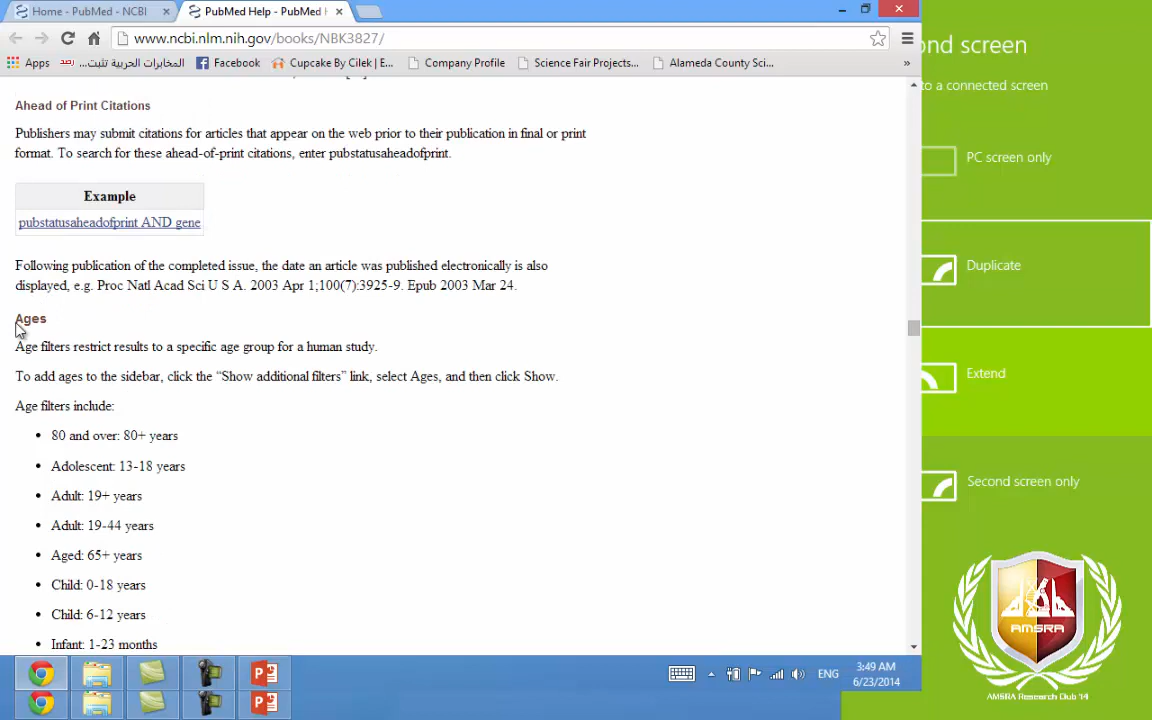 Home - PubMed - NCBI
PubMed Help - PubMed H
ond screen
www.ncbi.nlm.nih.gov/books/NBK3827/
Apps
المخابرات الحربية تثبت...
Facebook
Cupcake By Cilek | E...
Company Profile
Science Fair Projects...
Alameda County Sci...
»
to a connected screen
Ahead of Print Citations
Publishers may submit citations for articles that appear on the web prior to their publication in final or print
format. To search for these ahead-of-print citations, enter pubstatusaheadofprint.
PC screen only
Example
pubstatusaheadofprint AND gene
Following publication of the completed issue, the date an article was published electronically is also
displayed, e.g. Proc Natl Acad Sci U S A. 2003 Apr 1;100(7):3925-9. Epub 2003 Mar 24.
Duplicate
Ages
Age filters restrict results to a specific age group for a human study.
To add ages to the sidebar, click the “Show additional filters” link, select Ages, and then click Show.
Extend
Age filters include:
• 80 and over: 80+ years
• Adolescent: 13-18 years
• Adult: 19+ years
• Adult: 19-44 years
• Aged: 65+ years
• Child: 0-18 years
• Child: 6-12 years
• Infant: 1-23 months
Second screen only
AMSRA
AMSRA Research Club '14
ENG
3:49 AM
6/23/2014